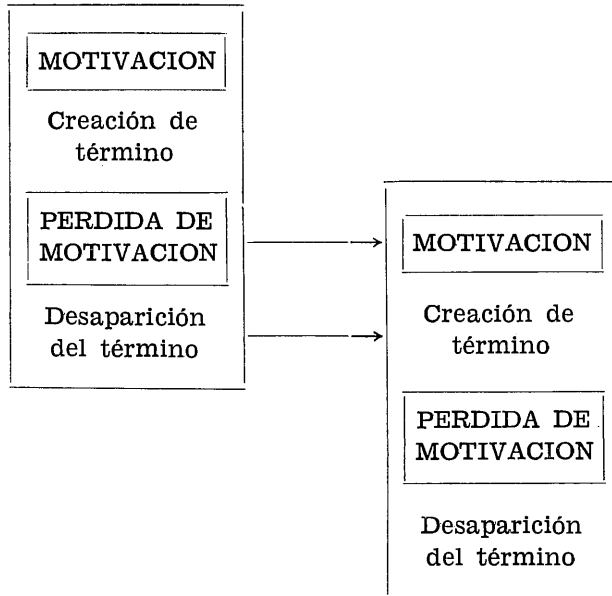 MOTIVACION
Creación de
término
PERDIDA DE
MOTIVACION
Desaparición
del término
MOTIVACION
Creación de
término
PERDIDA DE
MOTIVACION
Desaparición
del término